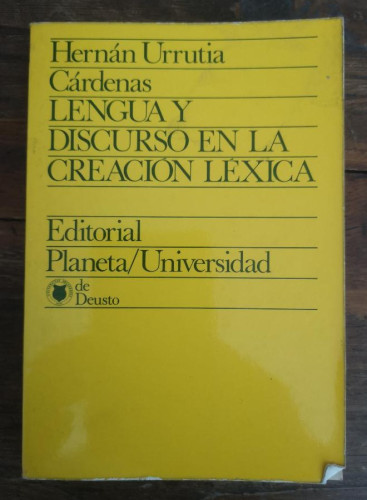 Hernán Urrutia
Cárdenas
LENGUA Y
DISCURSO EN LA
CREACIÓN LÉXICA
Editorial
Planeta/Universidad
de
Deusto